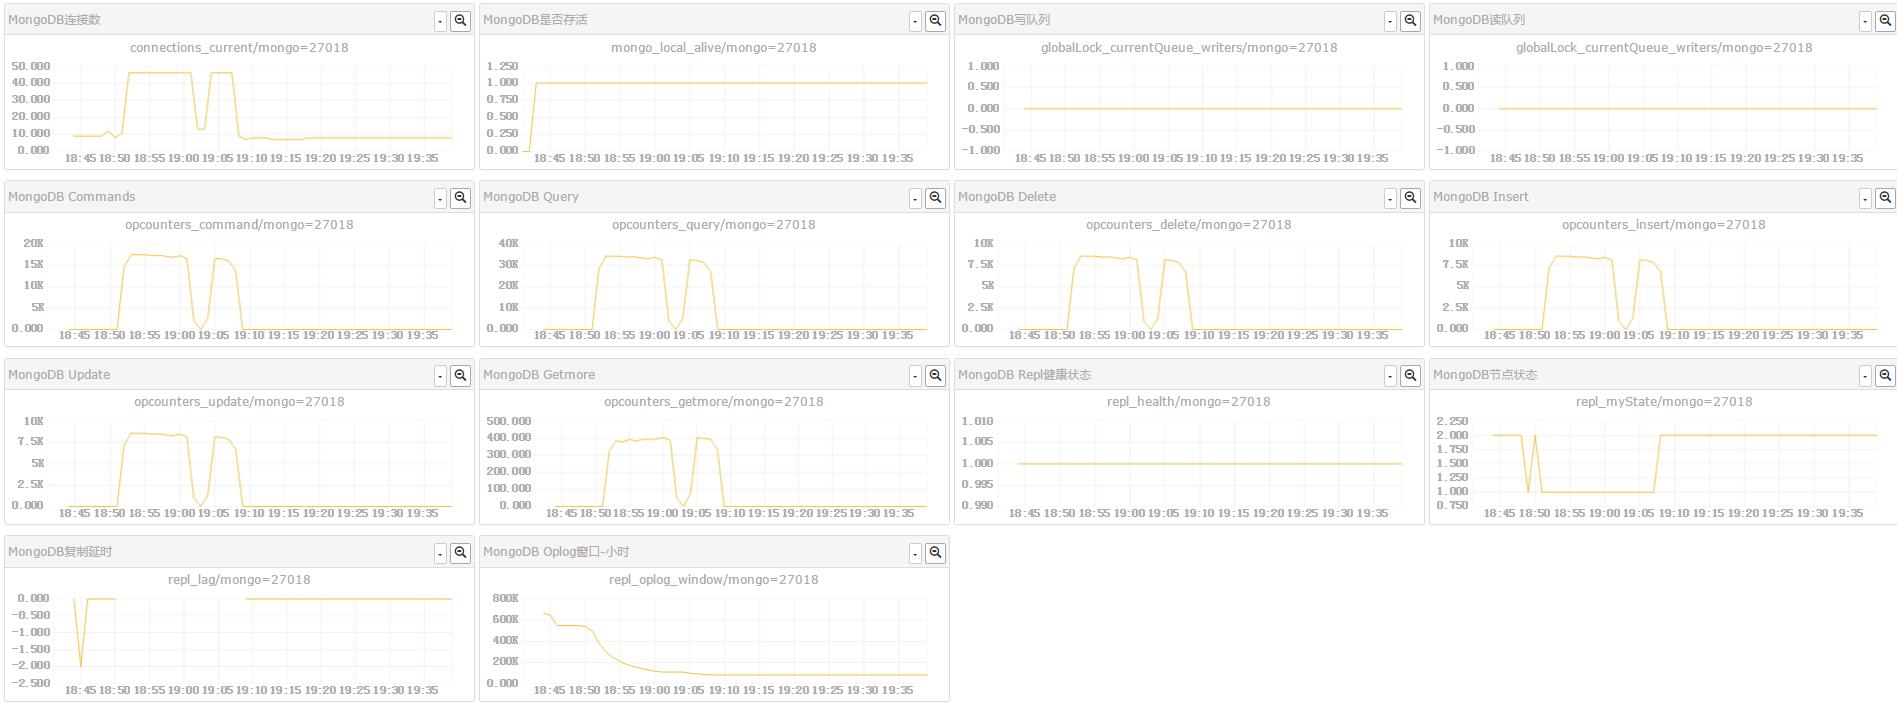 MongoDB连接数
-
connections_current/mongo=27018
50.000
40.000
30.000
20.000
10.000
0.000
18:45 18:50 18:55 19:00 19:05 19:10 19:15 19:20 19:25 19:30 19:35
MongoDB是否存活
-
mongo_local_alive/mongo=27018
1.250
1.000
0.750
0.500
0.250
0.000
18:45 18:50 18:55 19:00 19:05 19:10 19:15 19:20 19:25 19:30 19:35
MongoDB写队列
-
globalLock_currentQueue_writers/mongo=27018
1.000
0.500
0.000
-0.500
-1.000
18:45 18:50 18:55 19:00 19:05 19:10 19:15 19:20 19:25 19:30 19:35
MongoDB读队列
-
globalLock_currentQueue_writers/mongo=27018
1.000
0.500
0.000
-0.500
-1.000
18:45 18:50 18:55 19:00 19:05 19:10 19:15 19:20 19:25 19:30 19:35
MongoDB Commands
-
opcounters_command/mongo=27018
20K
15K
10K
5K
0.000
18:45 18:50 18:55 19:00 19:05 19:10 19:15 19:20 19:25 19:30 19:35
MongoDB Query
-
opcounters_query/mongo=27018
40K
30K
20K
10K
0.000
18:45 18:50 18:55 19:00 19:05 19:10 19:15 19:20 19:25 19:30 19:35
MongoDB Delete
-
opcounters_delete/mongo=27018
10K
7.5K
5K
2.5K
0.000
18:45 18:50 18:55 19:00 19:05 19:10 19:15 19:20 19:25 19:30 19:35
MongoDB Insert
-
opcounters_insert/mongo=27018
10K
7.5K
5K
2.5K
0.000
18:45 18:50 18:55 19:00 19:05 19:10 19:15 19:20 19:25 19:30 19:35
MongoDB Update
-
opcounters_update/mongo=27018
10K
7.5K
5K
2.5K
0.000
18:45 18:50 18:55 19:00 19:05 19:10 19:15 19:20 19:25 19:30 19:35
MongoDB Getmore
-
opcounters_getmore/mongo=27018
500.000
400.000
300.000
200.000
100.000
0.000
18:45 18:50 18:55 19:00 19:05 19:10 19:15 19:20 19:25 19:30 19:35
MongoDB Repl健康状态
-
repl_health/mongo=27018
1.010
1.005
1.000
0.995
0.990
18:45 18:50 18:55 19:00 19:05 19:10 19:15 19:20 19:25 19:30 19:35
MongoDB节点状态
-
repl_myState/mongo=27018
2.250
2.000
1.750
1.500
1.250
1.000
0.750
18:45 18:50 18:55 19:00 19:05 19:10 19:15 19:20 19:25 19:30 19:35
MongoDB复制延时
-
repl_lag/mongo=27018
0.000
-0.500
-1.000
-1.500
-2.000
-2.500
18:45 18:50 18:55 19:00 19:05 19:10 19:15 19:20 19:25 19:30 19:35
MongoDB Oplog窗口-小时
-
repl_oplog_window/mongo=27018
800K
600K
400K
200K
0.000
18:45 18:50 18:55 19:00 19:05 19:10 19:15 19:20 19:25 19:30 19:35